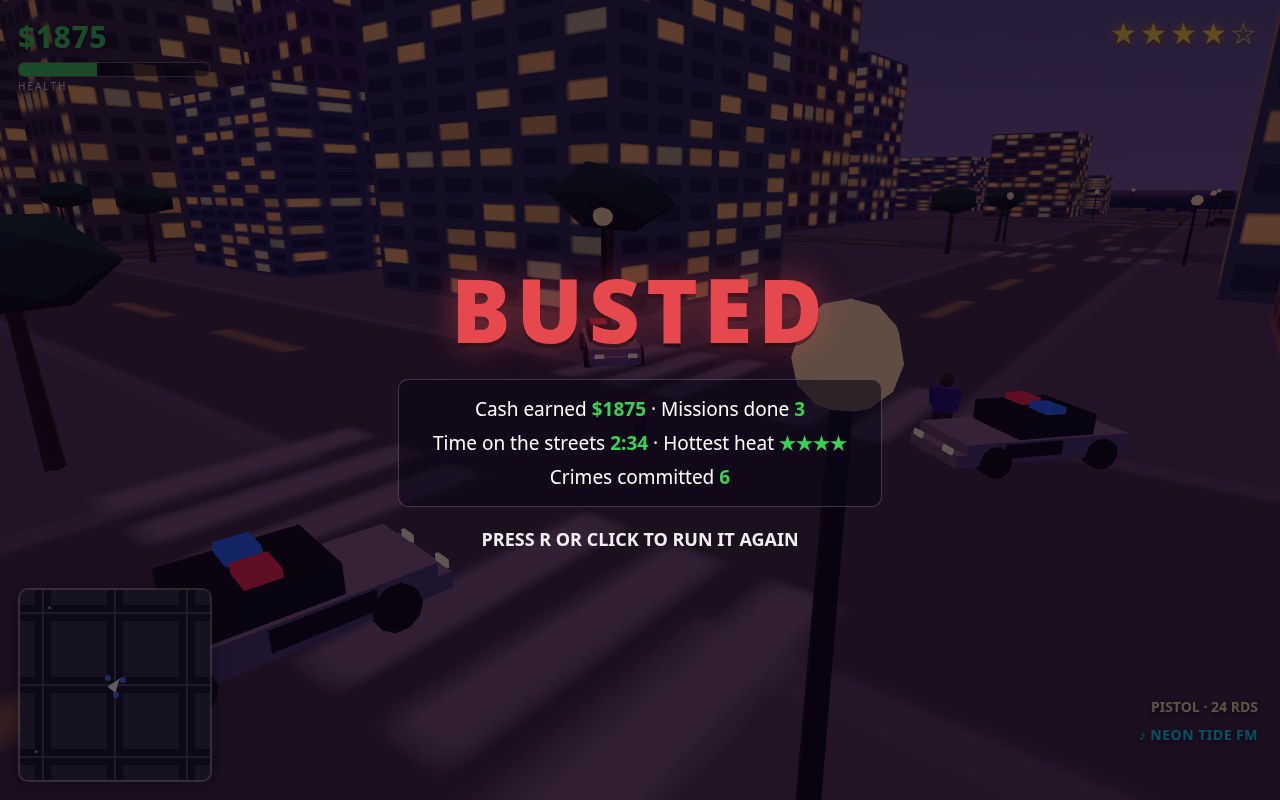 $1875
HEALTH
★★★★☆
BUSTED
Cash earned $1875 · Missions done 3
Time on the streets 2:34 · Hottest heat ★★★★
Crimes committed 6
PRESS R OR CLICK TO RUN IT AGAIN
PISTOL · 24 RDS
♪ NEON TIDE FM